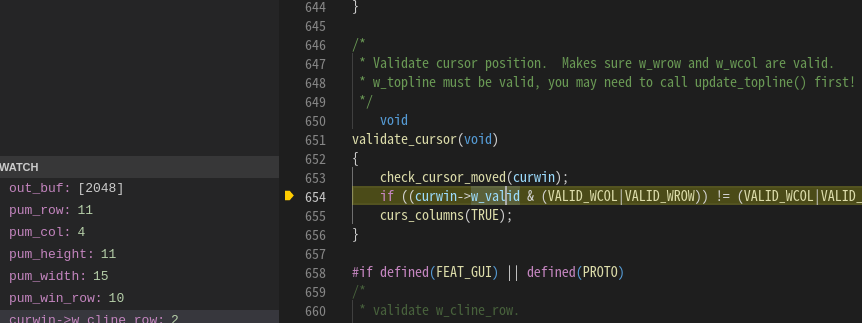 WATCH
out_buf: [2048]
pum_row: 11
pum_col: 4
pum_height: 11
pum_width: 15
pum_win_row: 10
curwin->w_cline_row: 2
644 }
645
646 /*
647 * Validate cursor position.  Makes sure w_wrow and w_wcol are valid.
648 * w_topline must be valid, you may need to call update_topline() first!
649 */
650 void
651 validate_cursor(void)
652 {
653 check_cursor_moved(curwin);
654 if ((curwin->w_valid & (VALID_WCOL|VALID_WROW)) != (VALID_WCOL|VALID_
655 curs_columns(TRUE);
656 }
657
658 #if defined(FEAT_GUI) || defined(PROTO)
659 /*
660 * validate w_cline_row.